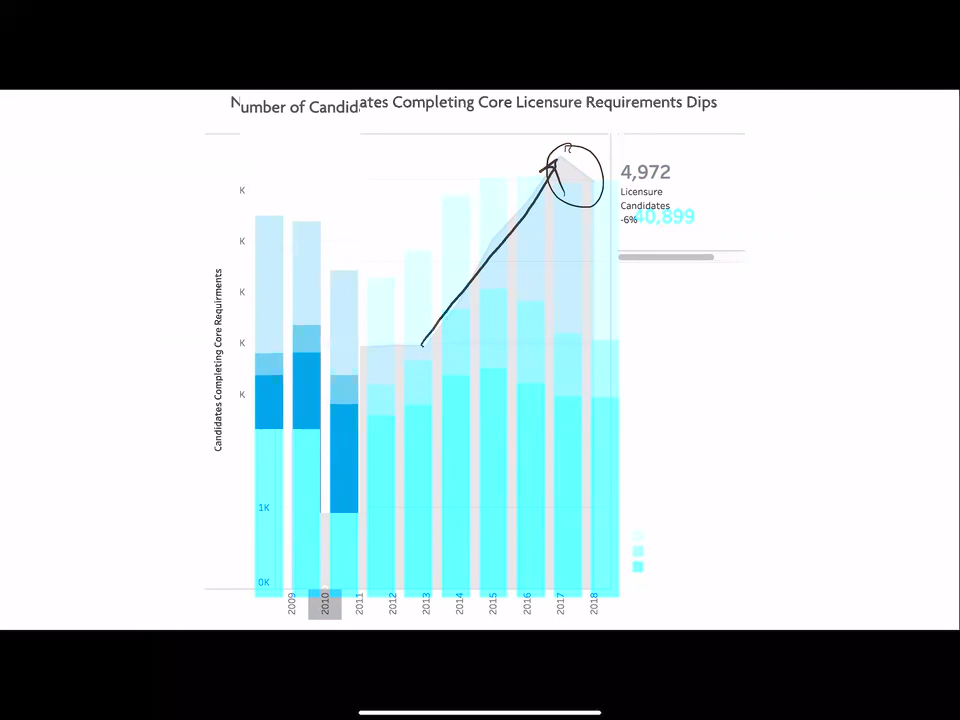 Number of Candidates Completing Core Licensure Requirements Dips
4,972
Licensure
Candidates
-6%
40,899
Candidates Completing Core Requirments
K
K
K
K
K
1K
0K
2009
2010
2011
2012
2013
2014
2015
2016
2017
2018